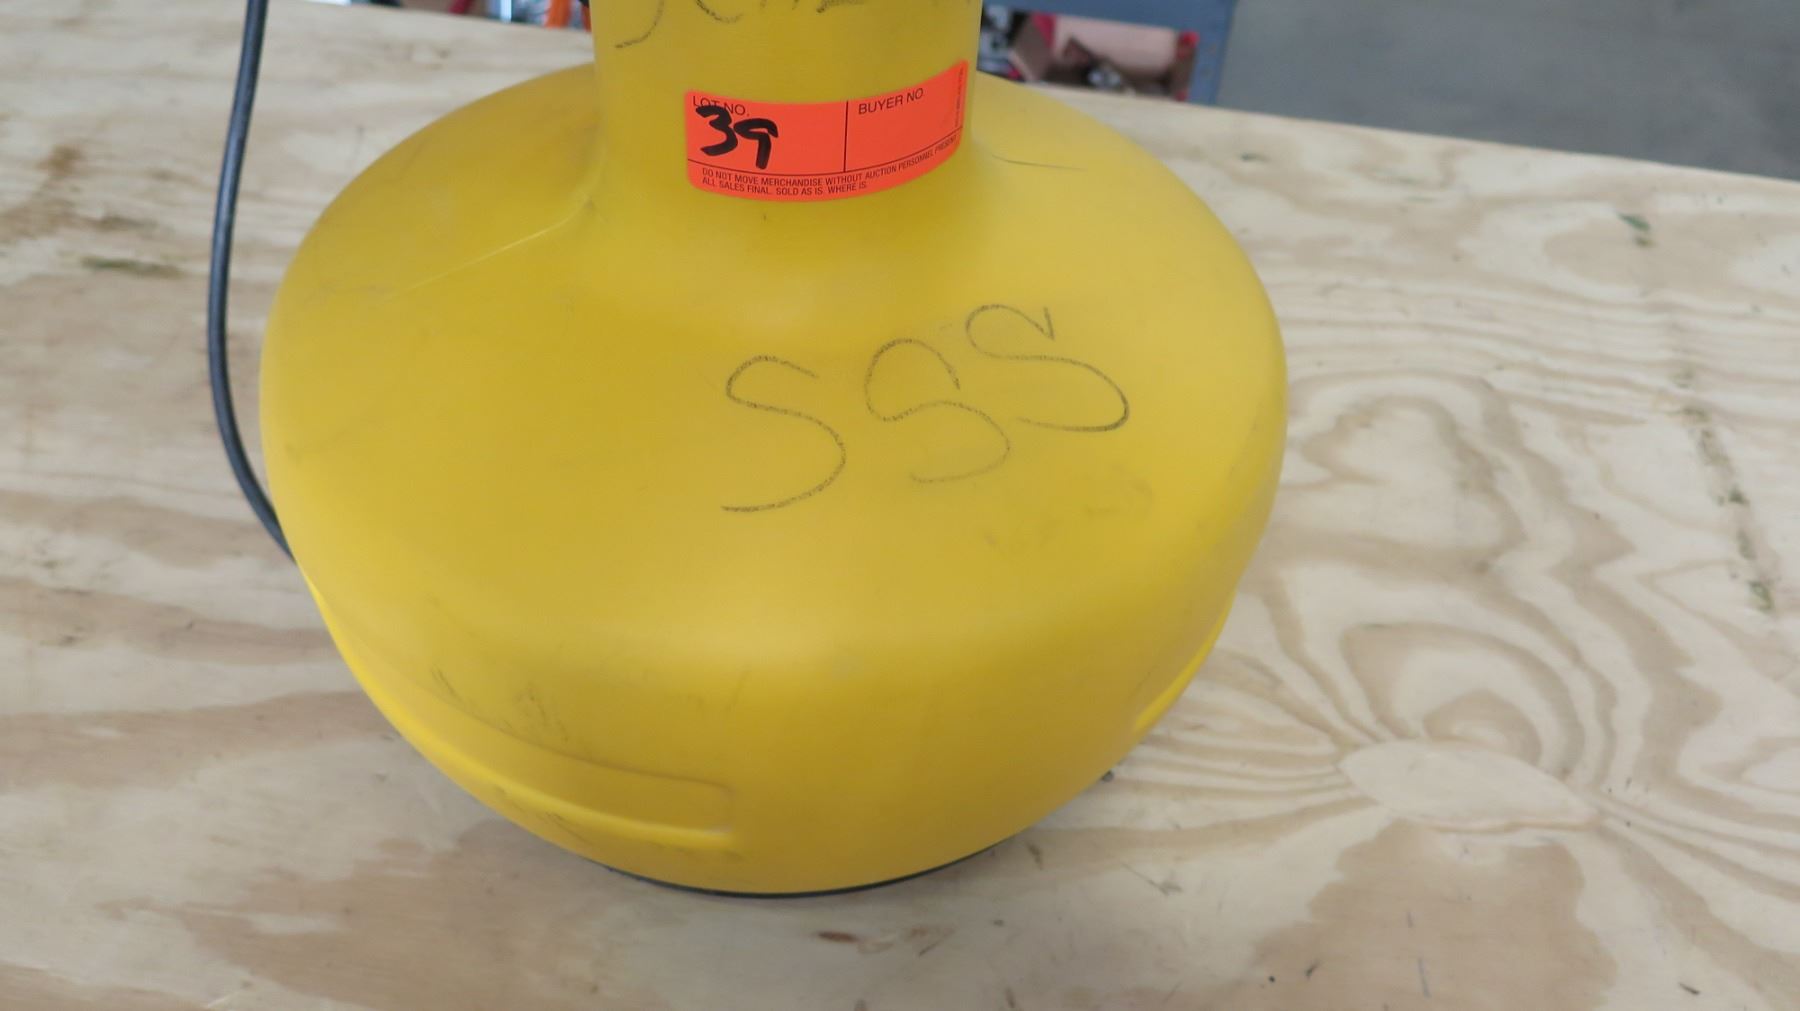 LOT NO.
39
BUYER NO
DO NOT MOVE MERCHANDISE WITHOUT AUCTION PERSONNEL PRESENT
ALL SALES FINAL. SOLD AS IS WHERE IS.
SSS